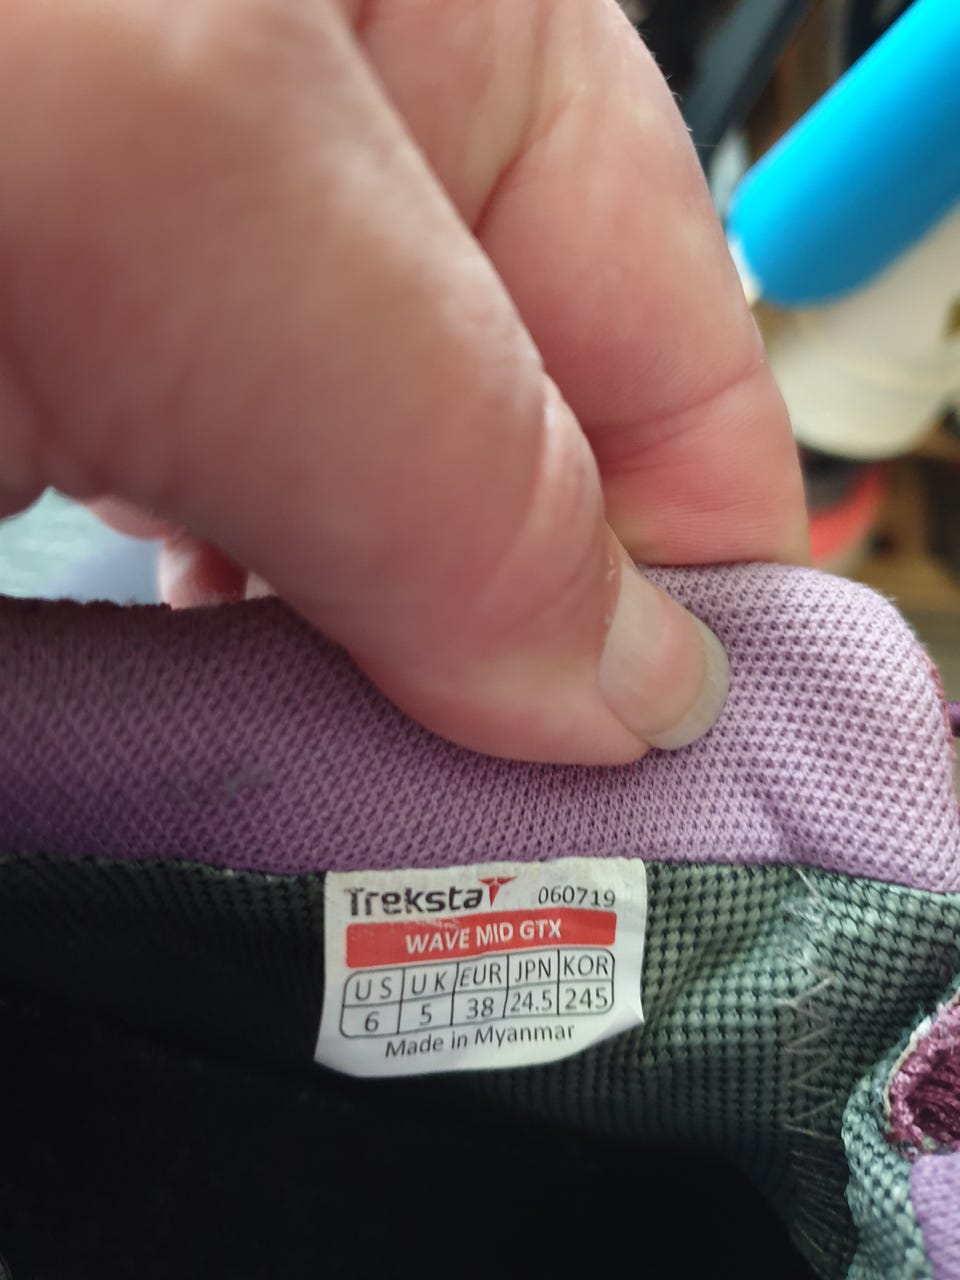 Treksta 060719
WAVE MID GTX
US UK EUR JPN KOR
6 5 38 24.5 245
Made in Myanmar